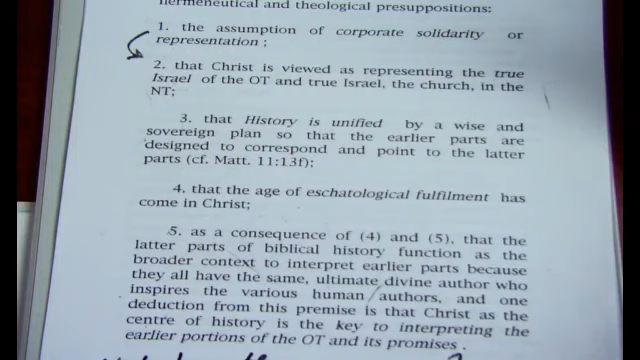 hermeneutical and theological presuppositions:
1. the assumption of corporate solidarity or
representation ;
2. that Christ is viewed as representing the true
Israel of the OT and true Israel, the church, in the
NT;
3. that History is unified by a wise and
sovereign plan so that the earlier parts are
designed to correspond and point to the latter
parts (cf. Matt. 11:13f);
4. that the age of eschatological fulfilment has
come in Christ;
5. as a consequence of (4) and (5), that the
latter parts of biblical history function as the
broader context to interpret earlier parts because
they all have the same, ultimate divine author who
inspires the various human authors, and one
deduction from this premise is that Christ as the
centre of history is the key to interpreting the
earlier portions of the OT and its promises .